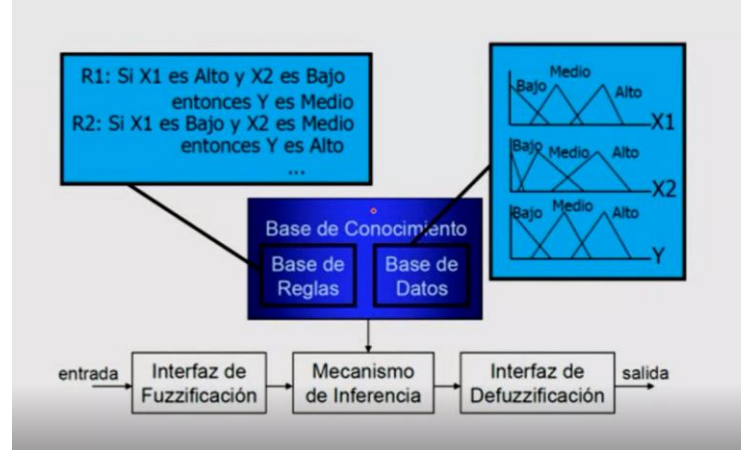 R1: Si X1 es Alto y X2 es Bajo
entonces Y es Medio
R2: Si X1 es Bajo y X2 es Medio
entonces Y es Alto
...
Bajo Medio Alto
X1
Bajo Medio Alto
X2
Bajo Medio Alto
Y
Base de Conocimiento
Base de
Reglas
Base de
Datos
entrada
Interfaz de
Fuzzificación
Mecanismo
de Inferencia
Interfaz de
Defuzzificación
salida